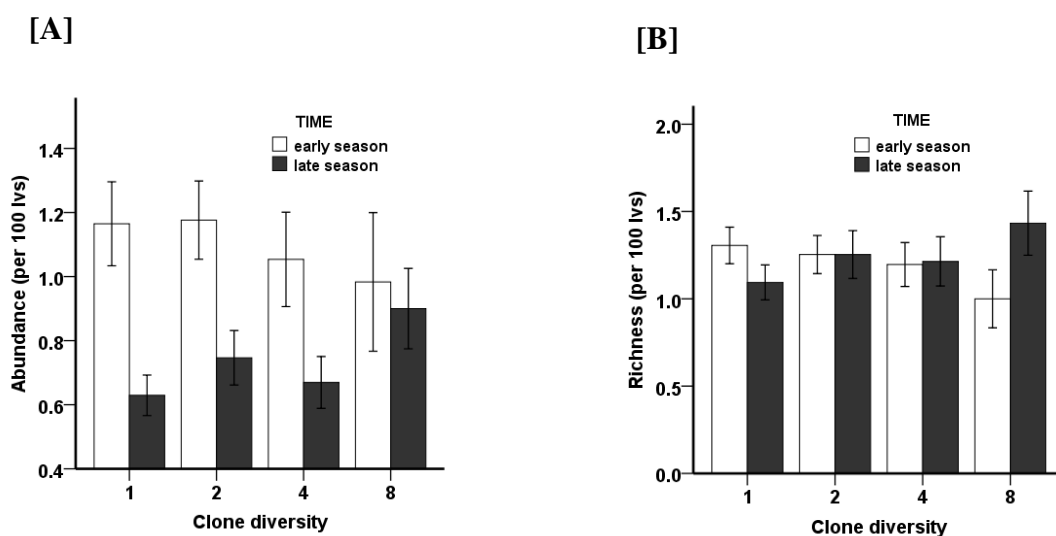 [A]
Abundance (per 100 lvs)
1.4
1.2
1.0
0.8
0.6
0.4
TIME
early season
late season
1 2 4 8
Clone diversity
[B]
Richness (per 100 lvs)
2.0
1.5
1.0
0.5
0.0
TIME
early season
late season
1 2 4 8
Clone diversity